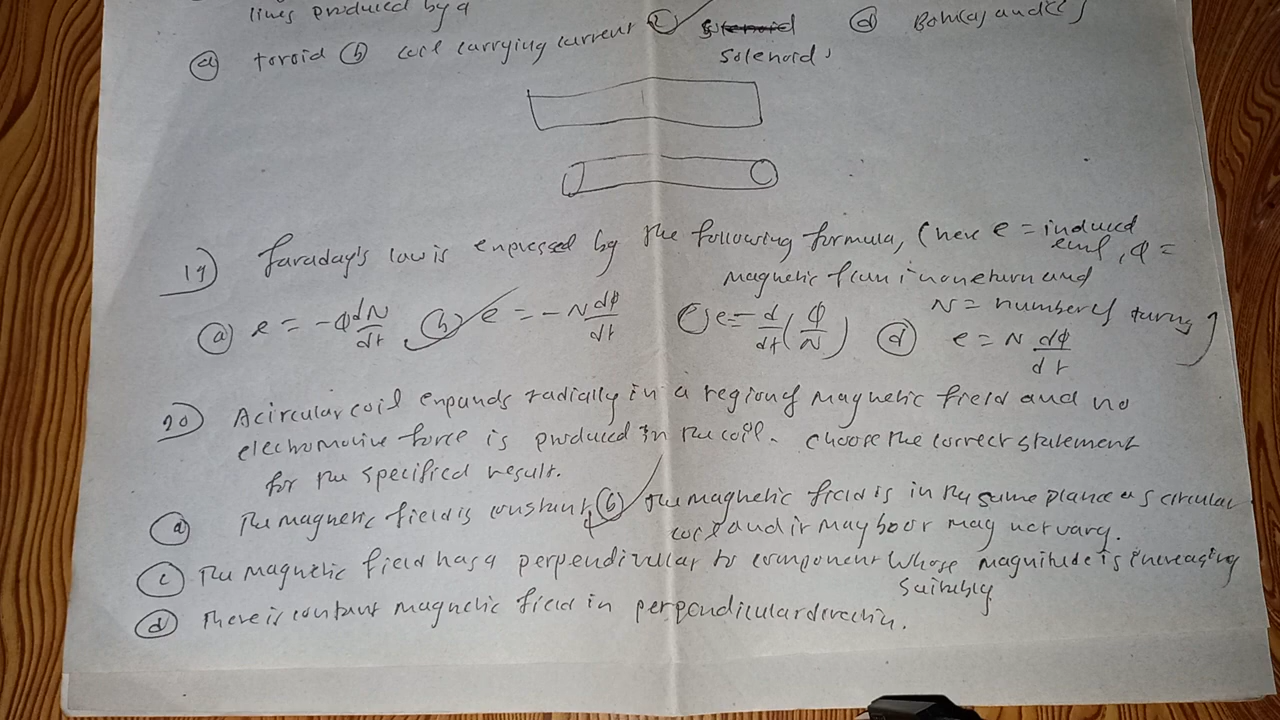 lines produced by a
(a) toroid (b) coil carrying current (c) solenoid (d) Both (a) and (c)
solenoid,
19) Faraday's law is expressed by the following formula, (here e = induced emf, φ =
magnetic flux in one turn and
N = number of turns)
(a) e = -φ dN/dt (b) e = -N dφ/dt (c) e = - d/dt (φ/N) (d) e = N dφ/dt
20) A circular coil expands radially in a region of magnetic field and no
electromotive force is produced in the coil. choose the correct statement
for the specified result.
(a) The magnetic field is constant (b) The magnetic field is in the same plane as circular
coil and it may or may not vary.
(c) The magnetic field has a perpendicular to component whose magnitude is increasing
suitably
(d) There is contant magnetic field in perpendicular direction.